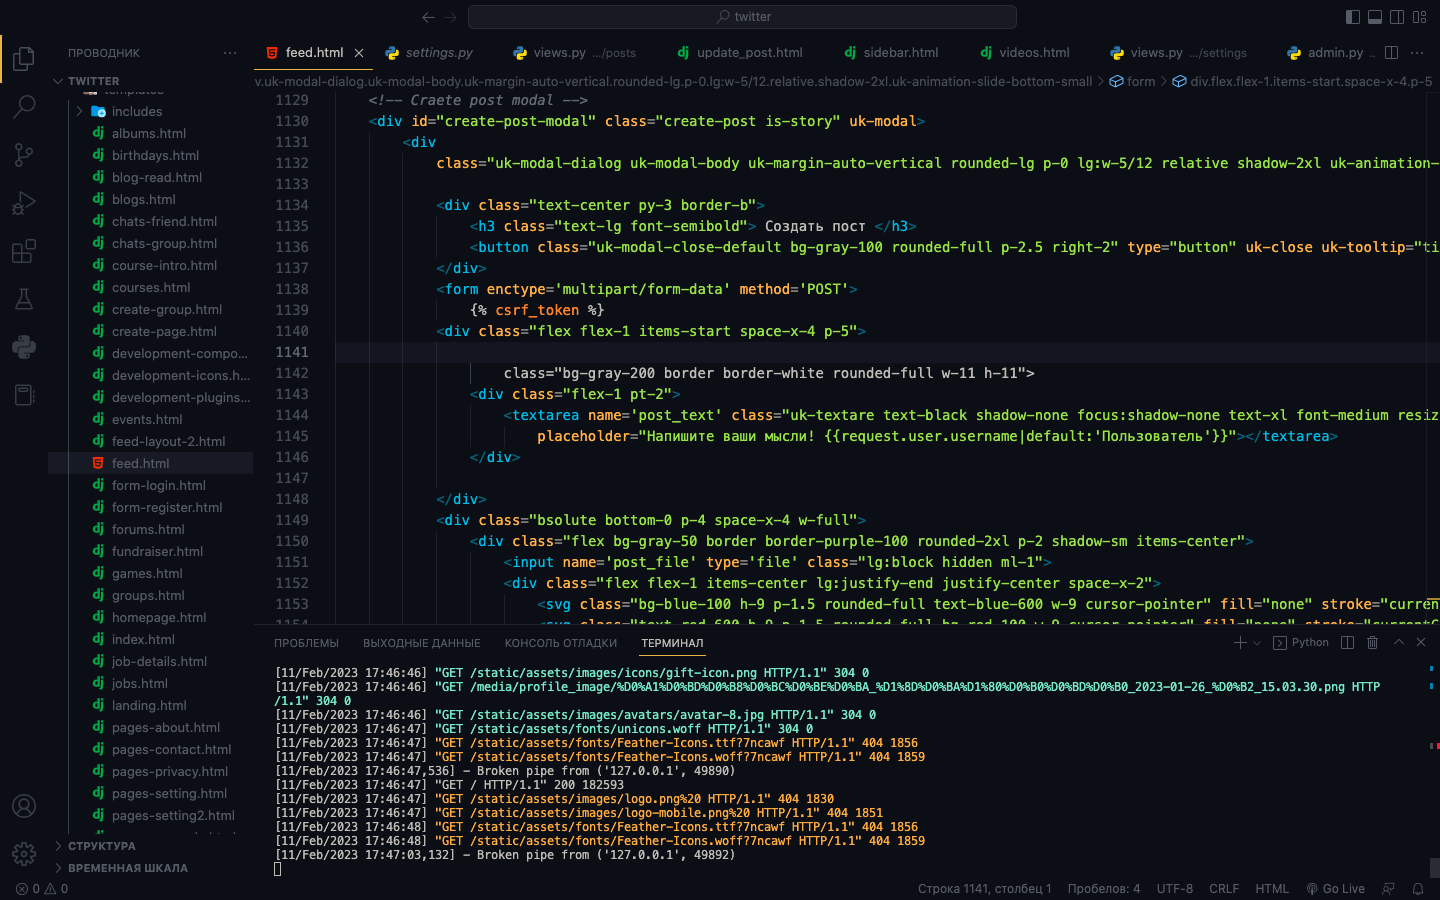 twitter
ПРОВОДНИК
feed.html
settings.py
views.py .../posts
update_post.html
sidebar.html
videos.html
views.py .../settings
admin.py
TWITTER
v.uk-modal-dialog.uk-modal-body.uk-margin-auto-vertical.rounded-lg.p-0.lg:w-5/12.relative.shadow-2xl.uk-animation-slide-bottom-small
form
div.flex.flex-1.items-start.space-x-4.p-5
templates
includes
albums.html
birthdays.html
blog-read.html
blogs.html
chats-friend.html
chats-group.html
course-intro.html
courses.html
create-group.html
create-page.html
development-compo...
development-icons.h...
development-plugins...
events.html
feed-layout-2.html
feed.html
form-login.html
form-register.html
forums.html
fundraiser.html
games.html
groups.html
homepage.html
index.html
job-details.html
jobs.html
landing.html
pages-about.html
pages-contact.html
pages-privacy.html
pages-setting.html
pages-setting2.html
СТРУКТУРА
ВРЕМЕННАЯ ШКАЛА
1129 <!-- Craete post modal -->
1130 <div id="create-post-modal" class="create-post is-story" uk-modal>
1131 <div
1132 class="uk-modal-dialog uk-modal-body uk-margin-auto-vertical rounded-lg p-0 lg:w-5/12 relative shadow-2xl uk-animation-
1133
1134 <div class="text-center py-3 border-b">
1135 <h3 class="text-lg font-semibold"> Создать пост </h3>
1136 <button class="uk-modal-close-default bg-gray-100 rounded-full p-2.5 right-2" type="button" uk-close uk-tooltip="ti
1137 </div>
1138 <form enctype='multipart/form-data' method='POST'>
1139 {% csrf_token %}
1140 <div class="flex flex-1 items-start space-x-4 p-5">
1141
1142 class="bg-gray-200 border border-white rounded-full w-11 h-11">
1143 <div class="flex-1 pt-2">
1144 <textarea name='post_text' class="uk-textare text-black shadow-none focus:shadow-none text-xl font-medium resiz
1145 placeholder="Напишите ваши мысли! {{request.user.username|default:'Пользователь'}}"></textarea>
1146 </div>
1147
1148 </div>
1149 <div class="bsolute bottom-0 p-4 space-x-4 w-full">
1150 <div class="flex bg-gray-50 border border-purple-100 rounded-2xl p-2 shadow-sm items-center">
1151 <input name='post_file' type='file' class="lg:block hidden ml-1">
1152 <div class="flex flex-1 items-center lg:justify-end justify-center space-x-2">
1153 <svg class="bg-blue-100 h-9 p-1.5 rounded-full text-blue-600 w-9 cursor-pointer" fill="none" stroke="curren
1154 <svg class="text-red-600 h-9 p-1.5 rounded-full bg-red-100 w-9 cursor-pointer" fill="none" stroke="currentC
ПРОБЛЕМЫ
ВЫХОДНЫЕ ДАННЫЕ
КОНСОЛЬ ОТЛАДКИ
ТЕРМИНАЛ
Python
[11/Feb/2023 17:46:46] "GET /static/assets/images/icons/gift-icon.png HTTP/1.1" 304 0
[11/Feb/2023 17:46:46] "GET /media/profile_image/%D0%A1%D0%BD%D0%B8%D0%BC%D0%BE%D0%BA_%D1%8D%D0%BA%D1%80%D0%B0%D0%BD%D0%B0_2023-01-26_%D0%B2_15.03.30.png HTTP
/1.1" 304 0
[11/Feb/2023 17:46:46] "GET /static/assets/images/avatars/avatar-8.jpg HTTP/1.1" 304 0
[11/Feb/2023 17:46:47] "GET /static/assets/fonts/unicons.woff HTTP/1.1" 304 0
[11/Feb/2023 17:46:47] "GET /static/assets/fonts/Feather-Icons.ttf?7ncawf HTTP/1.1" 404 1856
[11/Feb/2023 17:46:47] "GET /static/assets/fonts/Feather-Icons.woff?7ncawf HTTP/1.1" 404 1859
[11/Feb/2023 17:46:47,536] - Broken pipe from ('127.0.0.1', 49890)
[11/Feb/2023 17:46:47] "GET / HTTP/1.1" 200 182593
[11/Feb/2023 17:46:47] "GET /static/assets/images/logo.png%20 HTTP/1.1" 404 1830
[11/Feb/2023 17:46:47] "GET /static/assets/images/logo-mobile.png%20 HTTP/1.1" 404 1851
[11/Feb/2023 17:46:48] "GET /static/assets/fonts/Feather-Icons.ttf?7ncawf HTTP/1.1" 404 1856
[11/Feb/2023 17:46:48] "GET /static/assets/fonts/Feather-Icons.woff?7ncawf HTTP/1.1" 404 1859
[11/Feb/2023 17:47:03,132] - Broken pipe from ('127.0.0.1', 49892)
0 0
Строка 1141, столбец 1
Пробелов: 4
UTF-8
CRLF
HTML
Go Live